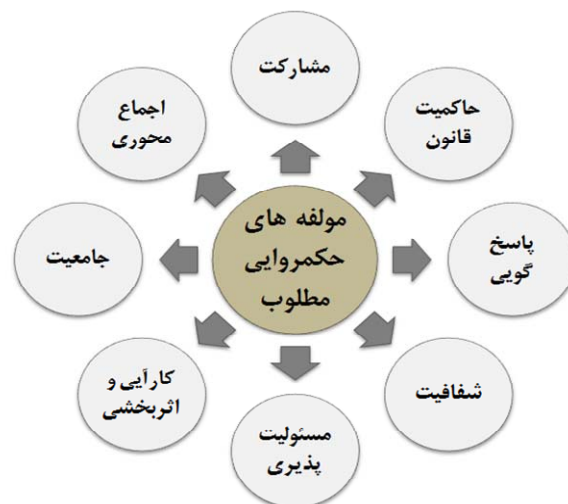 مشارکت
حاکمیت
قانون
پاسخ
گویی
شفافیت
مسئولیت
پذیری
کارآیی و
اثربخشی
جامعیت
اجماع
محوری
مولفه های
حکمروایی
مطلوب